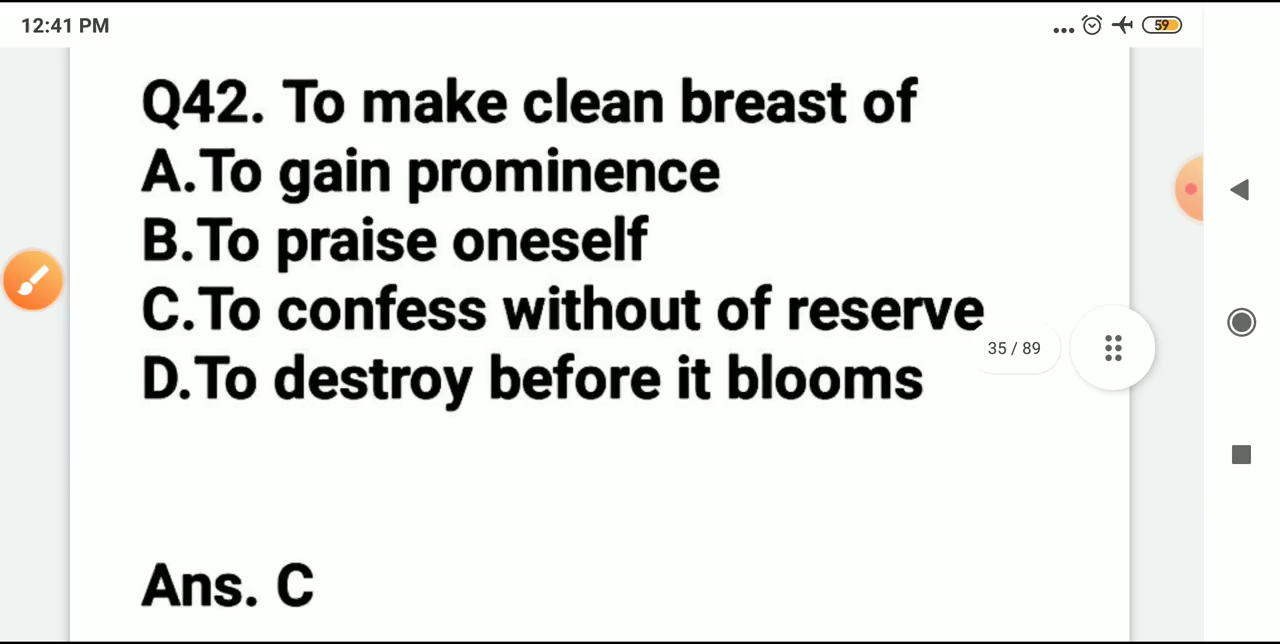 12:41 PM
59
Q42. To make clean breast of
A.To gain prominence
B.To praise oneself
C.To confess without of reserve
35 / 89
D.To destroy before it blooms
Ans. C